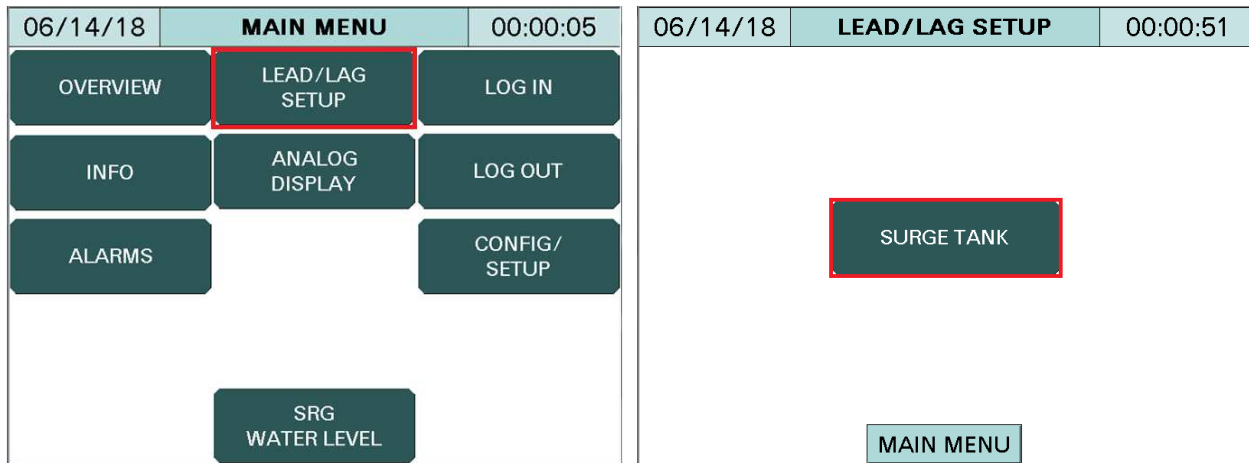 06/14/18 MAIN MENU 00:00:05
OVERVIEW
LEAD/LAG
SETUP
LOG IN
INFO
ANALOG
DISPLAY
LOG OUT
ALARMS
CONFIG/
SETUP
SRG
WATER LEVEL
06/14/18 LEAD/LAG SETUP 00:00:51
SURGE TANK
MAIN MENU